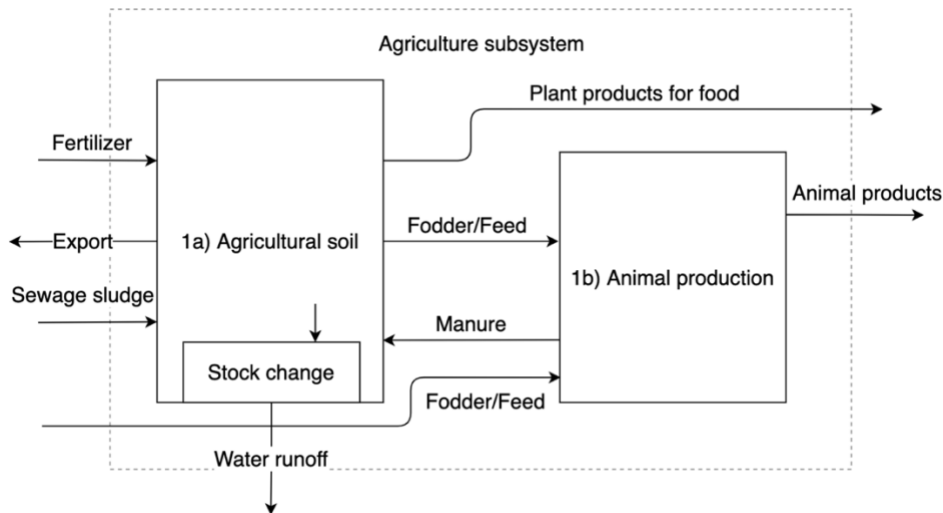 Agriculture subsystem
Plant products for food
Fertilizer
Animal products
Fodder/Feed
Export
1a) Agricultural soil
1b) Animal production
Sewage sludge
Manure
Stock change
Fodder/Feed
Water runoff